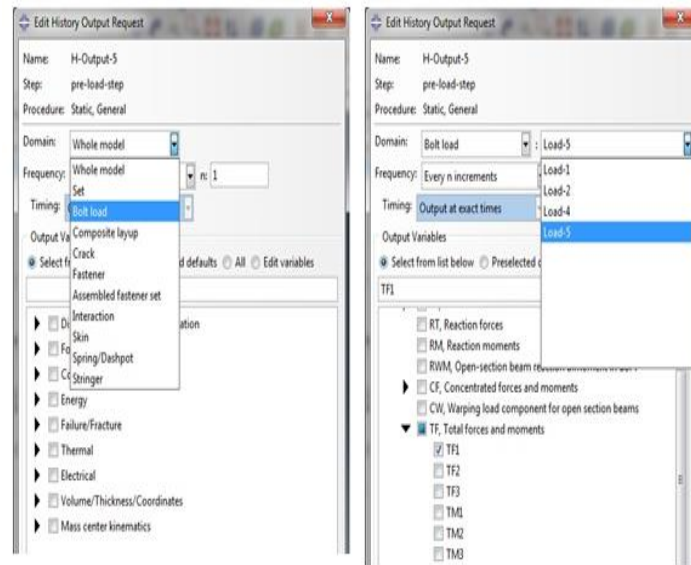 Edit History Output Request
Name: H-Output-5
Step: pre-load-step
Procedure: Static, General
Domain: Whole model
Frequency: n: 1
Timing:
Whole model
Set
Bolt load
Composite layup
Crack
Fastener
Assembled fastener set
Interaction
Skin
Spring/Dashpot
Stringer
Output
Select defaults All Edit variables
Energy
Failure/Fracture
Thermal
Electrical
Volume/Thickness/Coordinates
Mass center kinematics
Edit History Output Request
Name: H-Output-5
Step: pre-load-step
Procedure: Static, General
Domain: Bolt load : Load-5
Frequency: Every n increments
Timing: Output at exact times
Load-1
Load-2
Load-4
Load-5
Output Variables
Select from list below Preselected
TF1
RT, Reaction forces
RM, Reaction moments
RWM, Open-section beam
CF, Concentrated forces and moments
CW, Warping load component for open section beams
TF, Total forces and moments
TF1
TF2
TF3
TM1
TM2
TM3